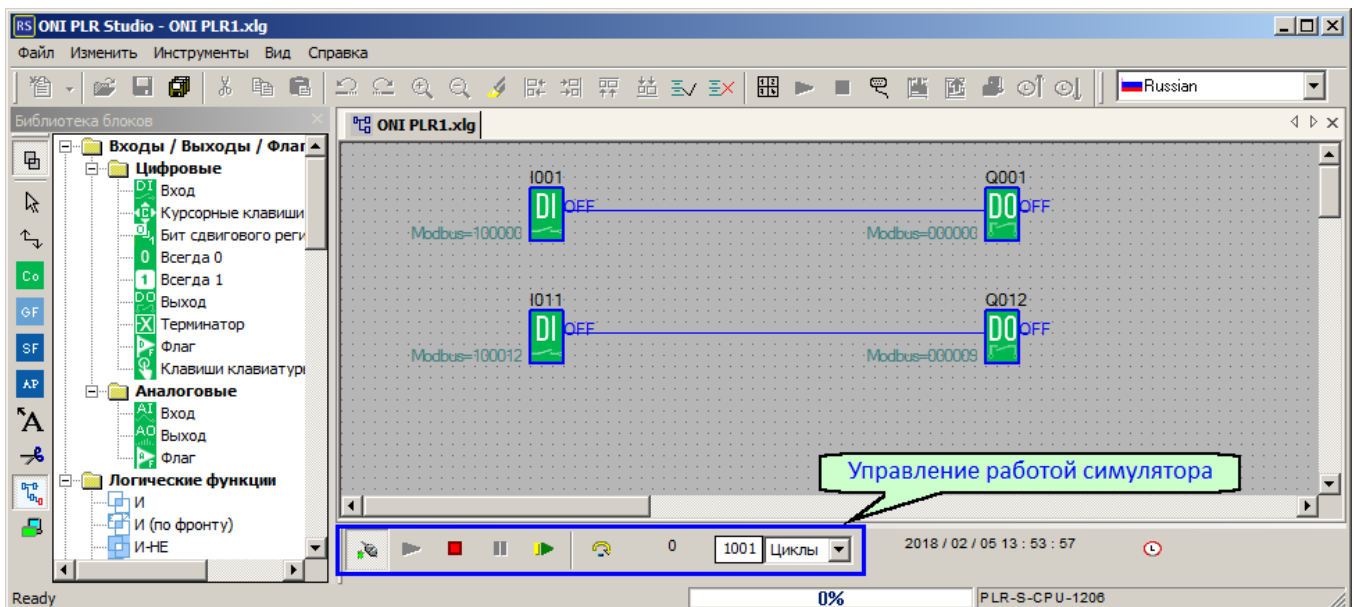 RS ONI PLR Studio - ONI PLR1.xlg
Файл Изменить Инструменты Вид Справка
Russian
Библиотека блоков
ONI PLR1.xlg
Входы / Выходы / Флаг
Цифровые
Вход
Курсорные клавиши
Бит сдвигового реги
Всегда 0
Всегда 1
Выход
Терминатор
Флаг
Клавиши клавиатуры
Аналоговые
Вход
Выход
Флаг
Логические функции
И
И (по фронту)
И-НЕ
Co
GF
SF
AP
A
I001
DI OFF
Modbus=100000
Q001
DO OFF
Modbus=000000
I011
DI OFF
Modbus=100012
Q012
DO OFF
Modbus=000009
Управление работой симулятора
0 1001 Циклы
2018 / 02 / 05 13 : 53 : 57
Ready
0%
PLR-S-CPU-1206